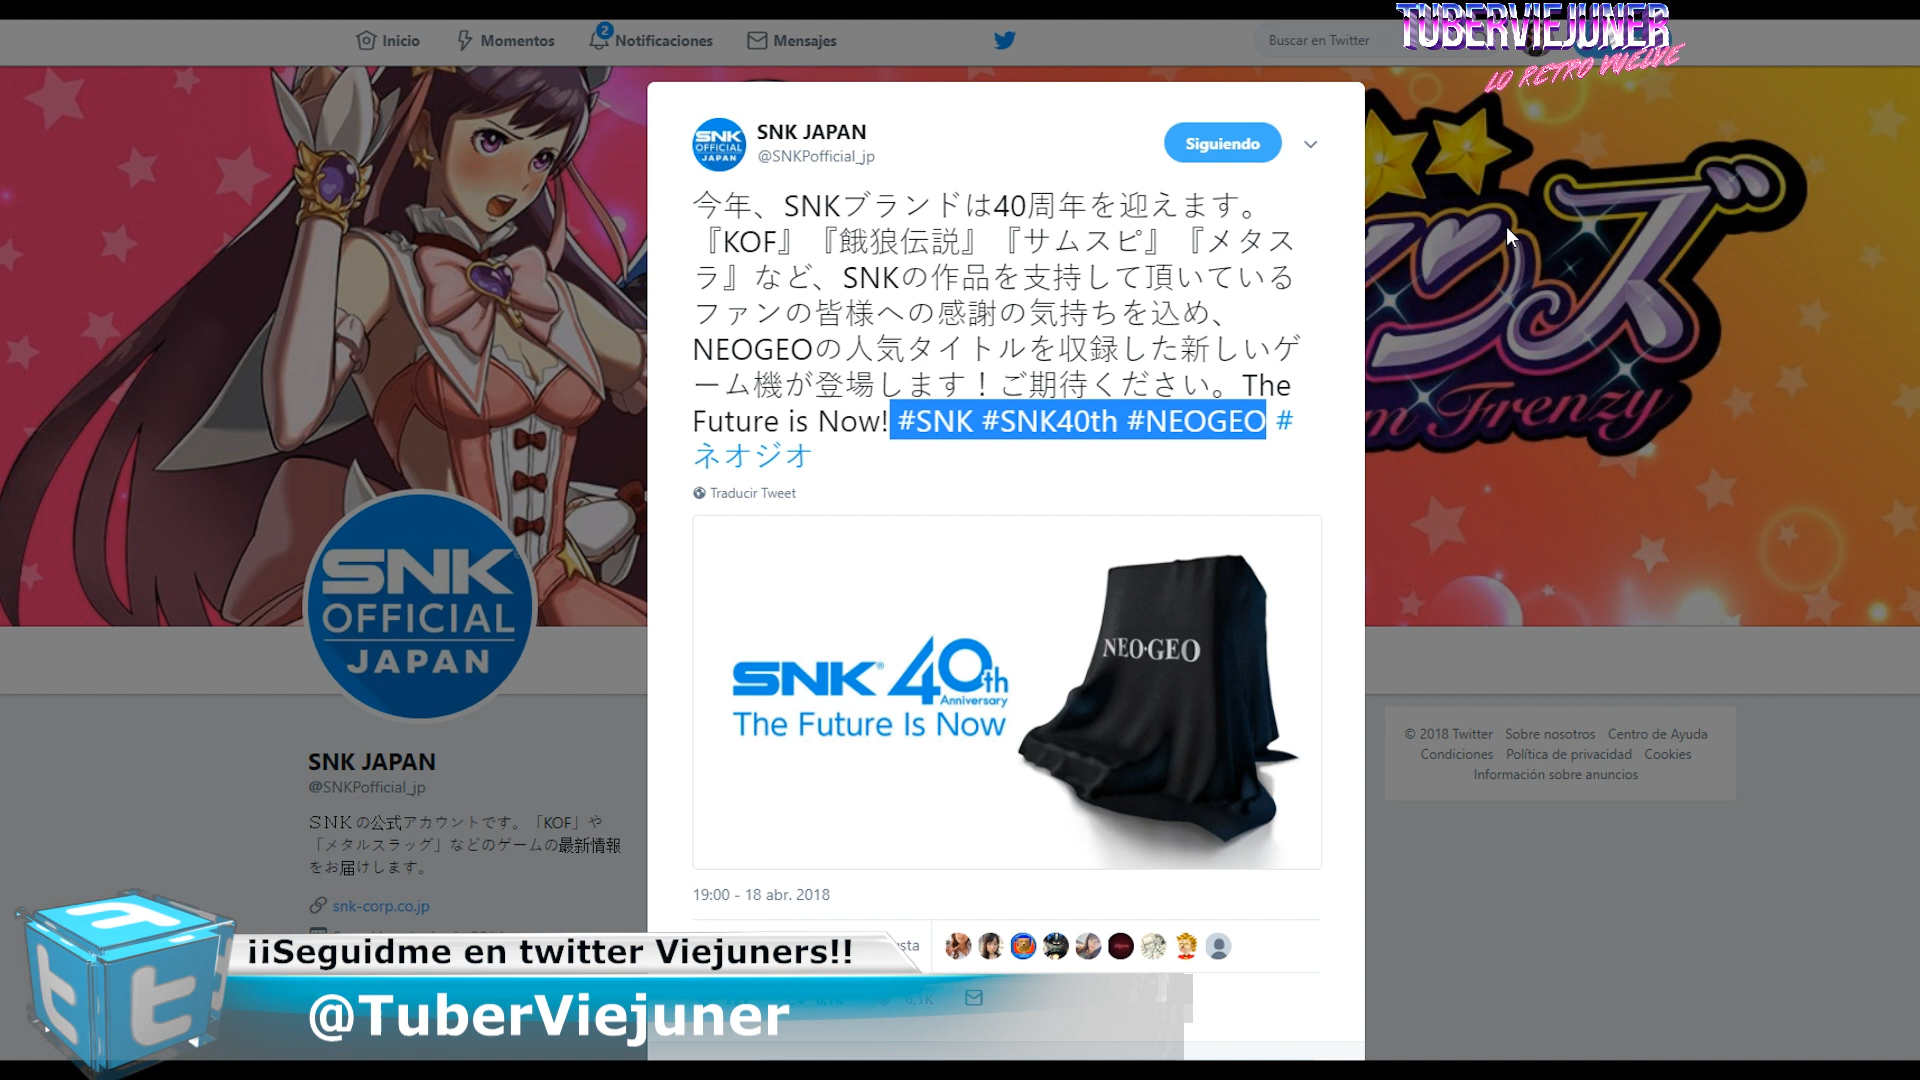 Inicio
Momentos
2
Notificaciones
Mensajes
Buscar en Twitter
TUBERVIEJUNER
LO RETRO VUELVE
SNK
OFFICIAL
JAPAN
SNK JAPAN
@SNKPofficial_jp
Siguiendo
今年、SNKブランドは40周年を迎えます。
『KOF』『餓狼伝説』『サムスピ』『メタス
ラ』など、SNKの作品を支持して頂いている
ファンの皆様への感謝の気持ちを込め、
NEOGEOの人気タイトルを収録した新しいゲ
ーム機が登場します！ご期待ください。The
Future is Now! #SNK #SNK40th #NEOGEO #
ネオジオ
Traducir Tweet
SNK 40th
Anniversary
The Future Is Now
NEO·GEO
19:00 - 18 abr. 2018
SNK
OFFICIAL
JAPAN
SNK JAPAN
@SNKPofficial_jp
ＳＮＫの公式アカウントです。「KOF」や
「メタルスラッグ」などのゲームの最新情報
をお届けします。
snk-corp.co.jp
ンズ
Frenzy
© 2018 Twitter Sobre nosotros Centro de Ayuda
Condiciones Política de privacidad Cookies
Información sobre anuncios
¡¡Seguidme en twitter Viejuners!!
@TuberViejuner